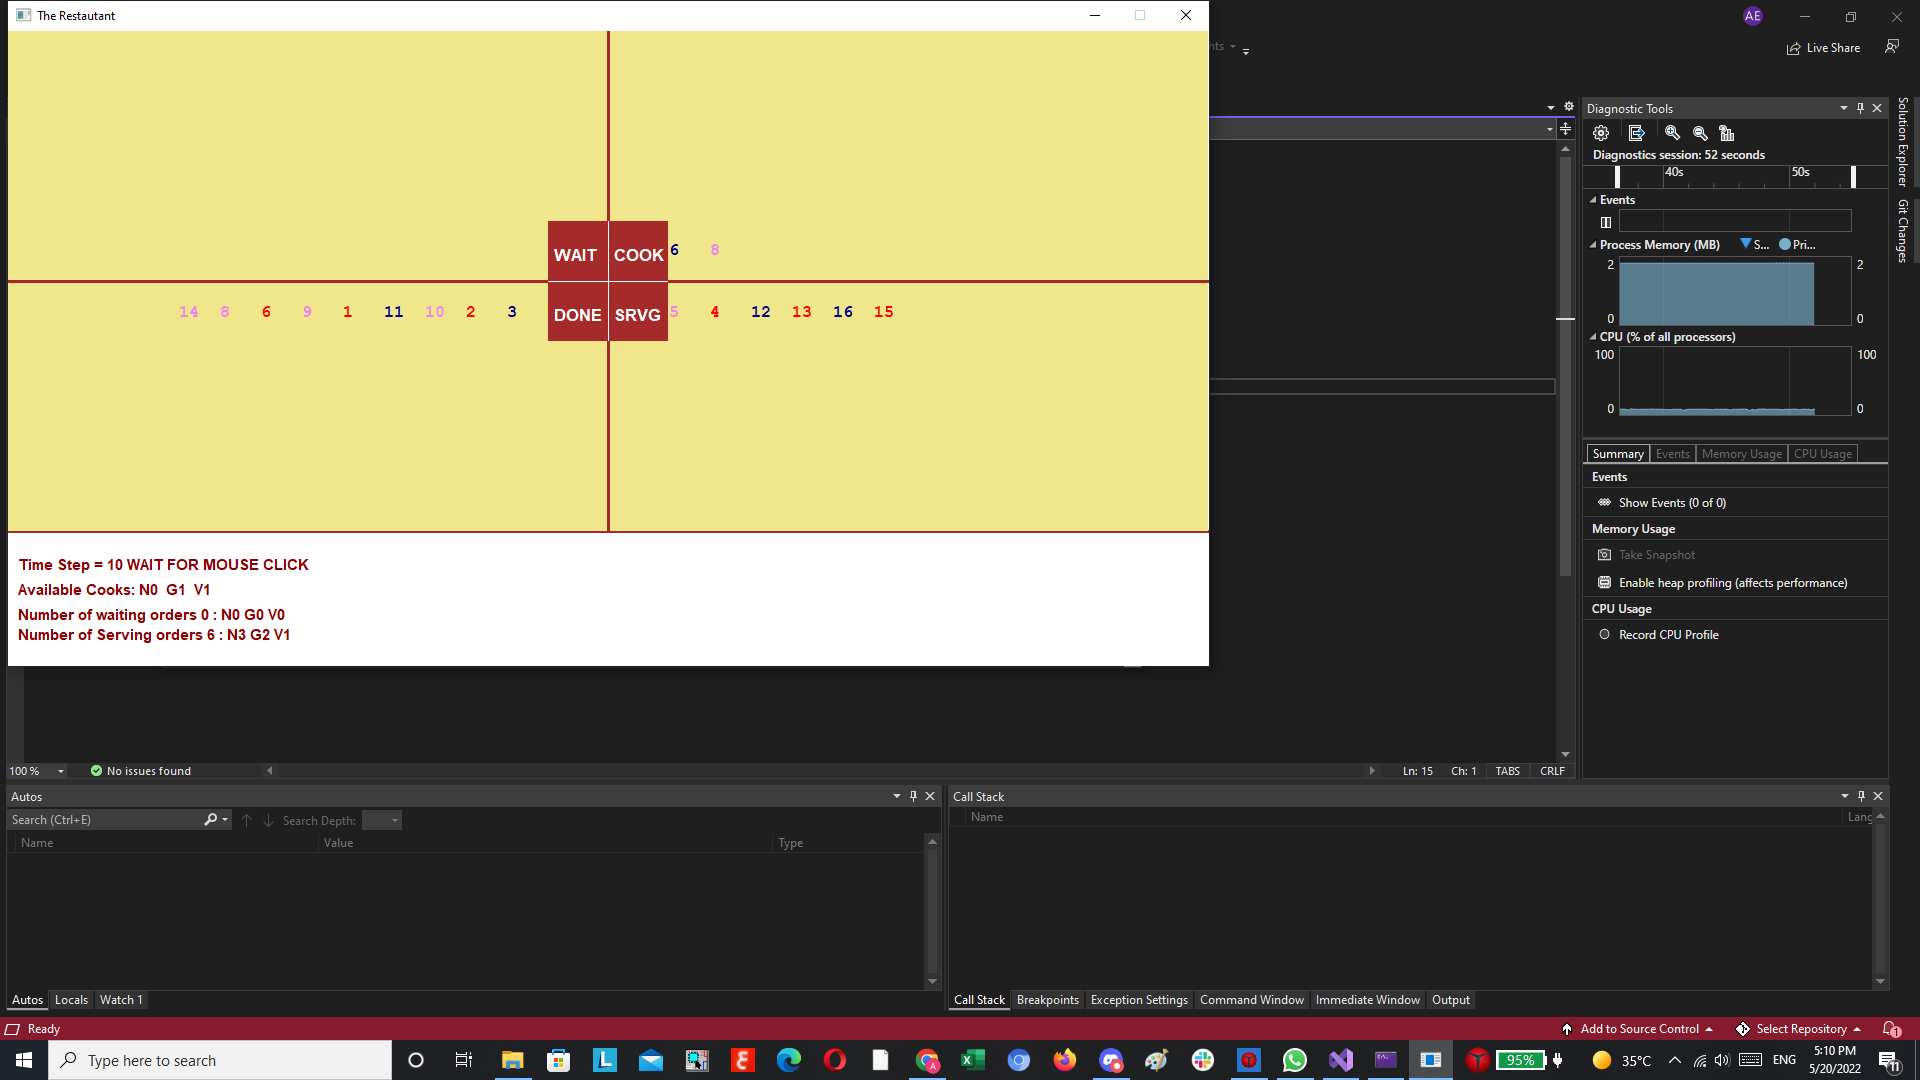 The Restautant
AE
nts
Live Share
WAIT COOK 6 8
14 8 6 9 1 11 10 2 3 DONE SRVG 5 4 12 13 16 15
Time Step = 10 WAIT FOR MOUSE CLICK
Available Cooks: N0 G1 V1
Number of waiting orders 0 : N0 G0 V0
Number of Serving orders 6 : N3 G2 V1
Diagnostic Tools
Diagnostics session: 52 seconds
40s 50s
Events
Process Memory (MB) S... Pri...
2 2
0 0
CPU (% of all processors)
100 100
0 0
Summary Events Memory Usage CPU Usage
Events
Show Events (0 of 0)
Memory Usage
Take Snapshot
Enable heap profiling (affects performance)
CPU Usage
Record CPU Profile
Solution Explorer
Git Changes
100 % No issues found Ln: 15 Ch: 1 TABS CRLF
Autos
Search (Ctrl+E) Search Depth:
Name Value Type
Autos Locals Watch 1
Call Stack
Name Lang
Call Stack Breakpoints Exception Settings Command Window Immediate Window Output
Ready Add to Source Control Select Repository 1
Type here to search
95% 35°C ENG
5:10 PM
5/20/2022
11